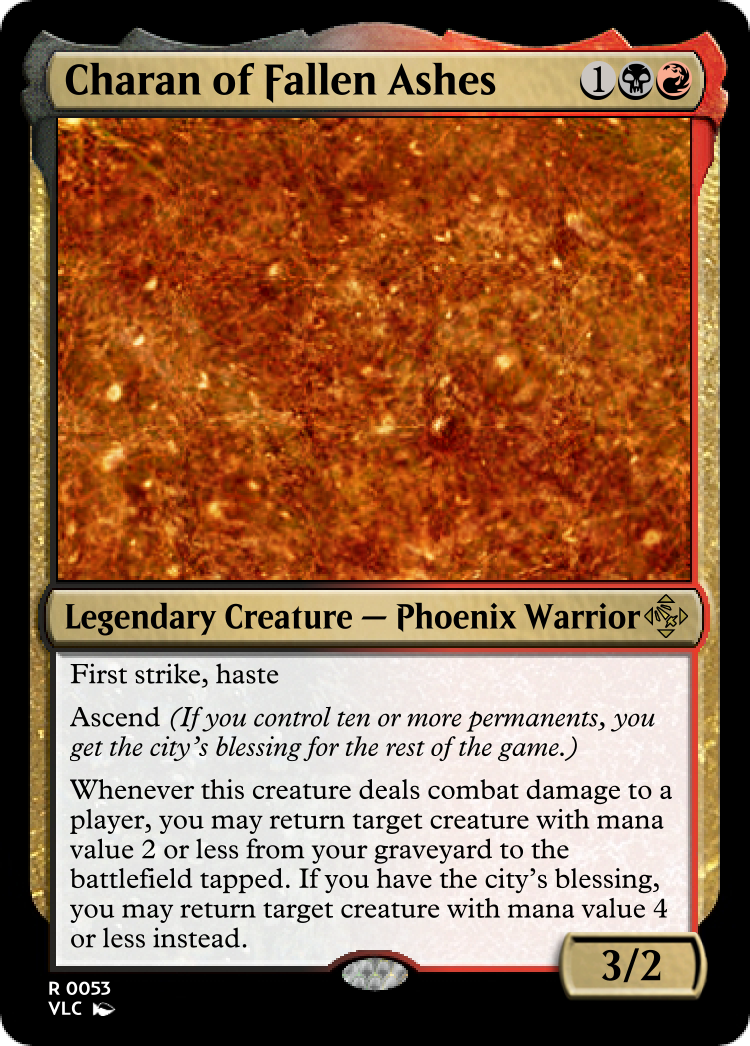 Charan of Fallen Ashes 1
Legendary Creature — Phoenix Warrior
First strike, haste
Ascend (If you control ten or more permanents, you
get the city's blessing for the rest of the game.)
Whenever this creature deals combat damage to a
player, you may return target creature with mana
value 2 or less from your graveyard to the
battlefield tapped. If you have the city's blessing,
you may return target creature with mana value 4
or less instead.
3/2
R 0053
VLC